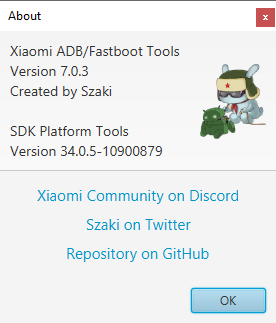 About
x
Xiaomi ADB/Fastboot Tools
Version 7.0.3
Created by Szaki
SDK Platform Tools
Version 34.0.5-10900879
Xiaomi Community on Discord
Szaki on Twitter
Repository on GitHub
OK